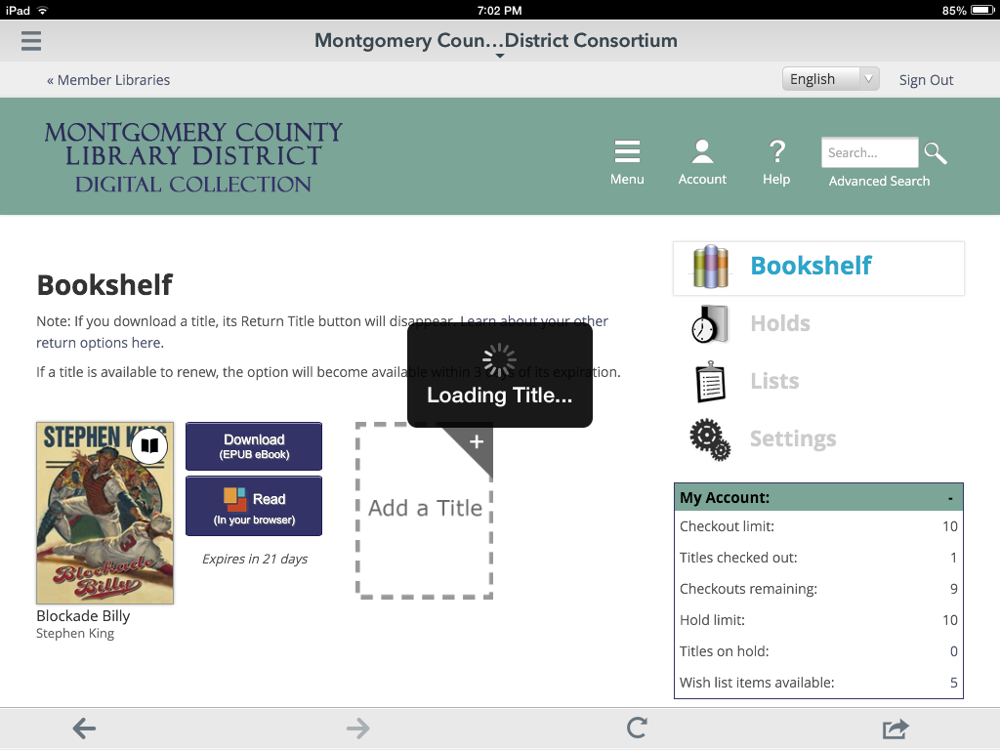 iPad 7:02 PM 85%
Montgomery Coun...District Consortium
« Member Libraries English Sign Out
MONTGOMERY COUNTY
LIBRARY DISTRICT
DIGITAL COLLECTION
Menu Account ? Help Search...
Advanced Search
Bookshelf
Note: If you download a title, its Return Title button will disappear. Learn about your other
return options here.
If a title is available to renew, the option will become available within 3 days of its expiration.
Loading Title...
STEPHEN KING
Blockade
Billy
Download
(EPUB eBook)
Read
(In your browser)
Expires in 21 days
+
Add a Title
Blockade Billy
Stephen King
Bookshelf
Holds
Lists
Settings
My Account: -
Checkout limit: 10
Titles checked out: 1
Checkouts remaining: 9
Hold limit: 10
Titles on hold: 0
Wish list items available: 5